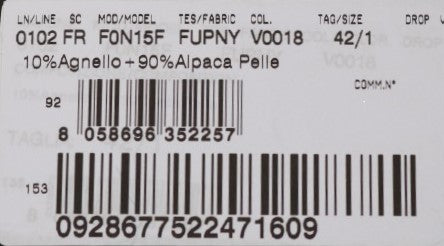 LN/LINE SC MOD/MODEL TES/FABRIC COL. TAG/SIZE DROP
0102 FR F0N15F FUPNY V0018 42/1
10%Agnello+90%Alpaca Pelle
COMM.N°
92
8 058696 352257
153
0928677522471609